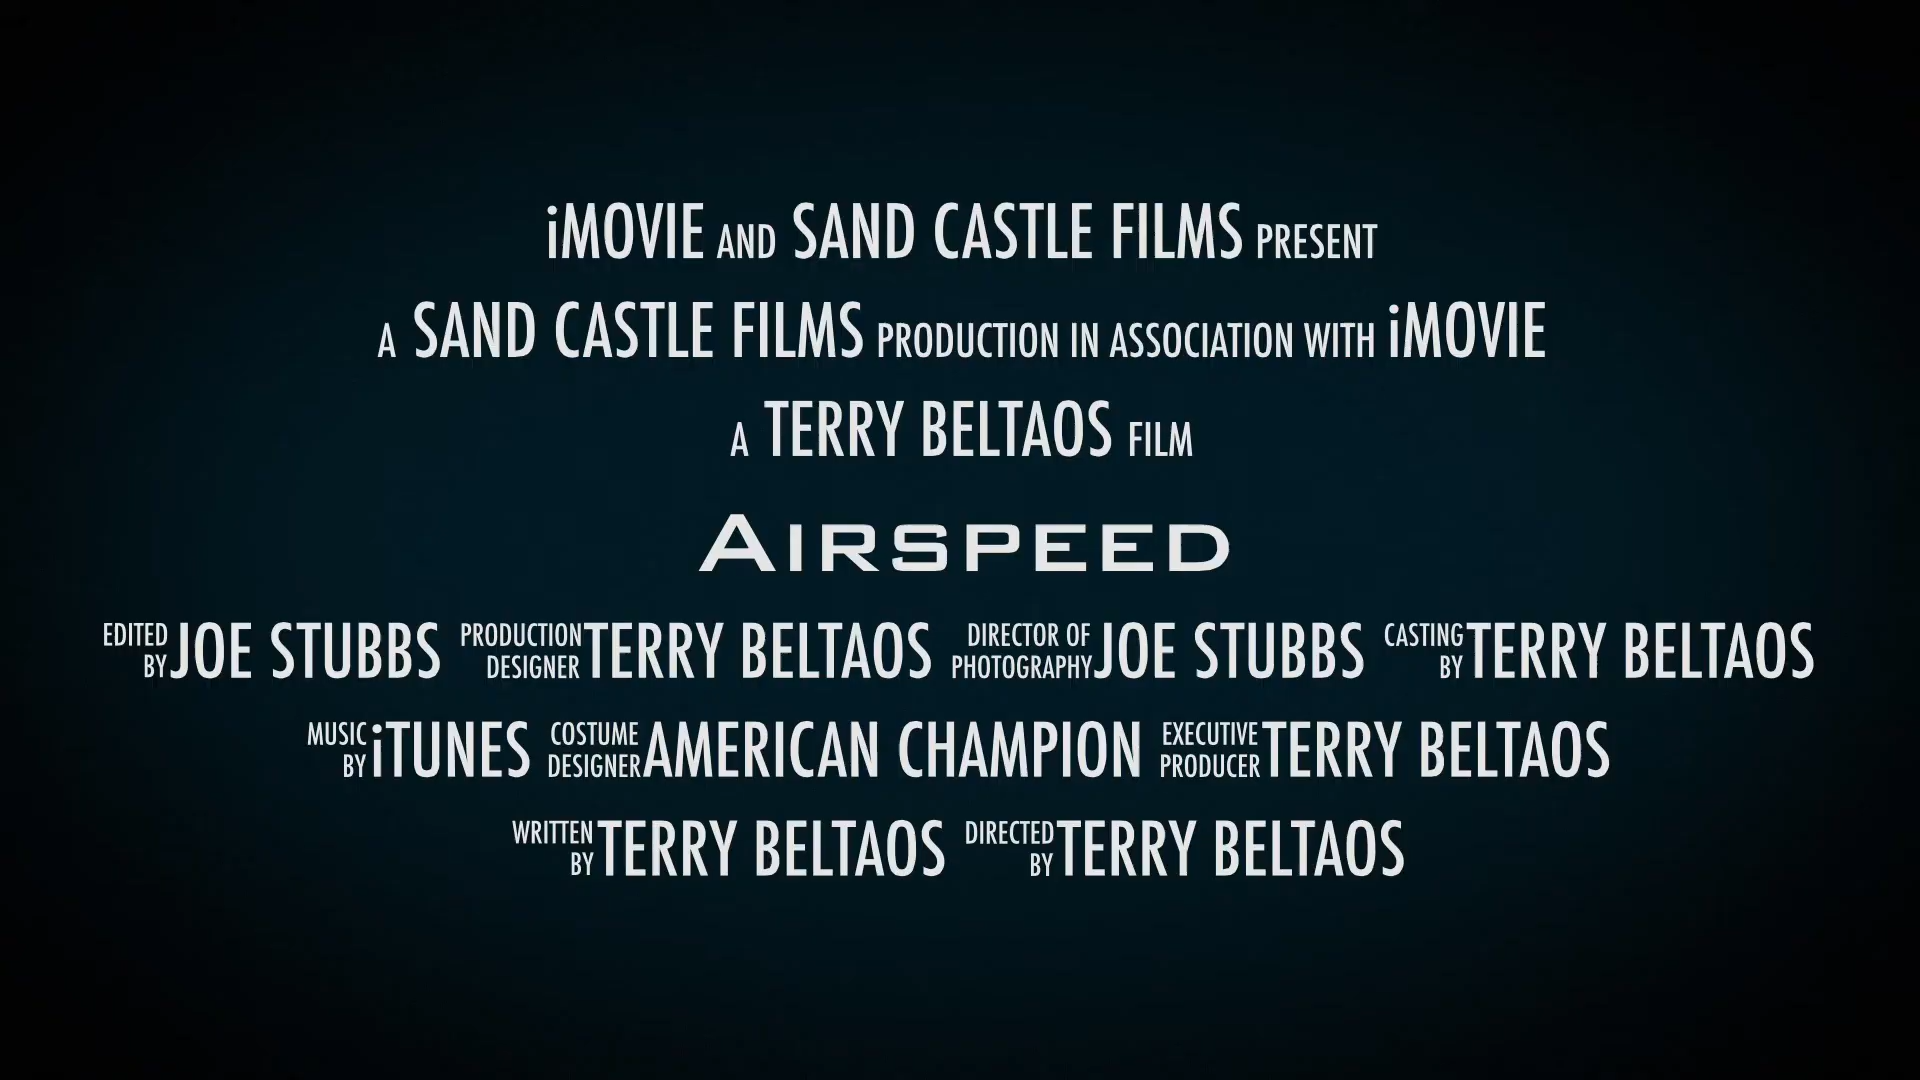 iMOVIE AND SAND CASTLE FILMS PRESENT
A SAND CASTLE FILMS PRODUCTION IN ASSOCIATION WITH iMOVIE
A TERRY BELTAOS FILM
AIRSPEED
EDITED BY JOE STUBBS PRODUCTION DESIGNER TERRY BELTAOS DIRECTOR OF PHOTOGRAPHY JOE STUBBS CASTING BY TERRY BELTAOS
MUSIC BY iTUNES COSTUME DESIGNER AMERICAN CHAMPION EXECUTIVE PRODUCER TERRY BELTAOS
WRITTEN BY TERRY BELTAOS DIRECTED BY TERRY BELTAOS